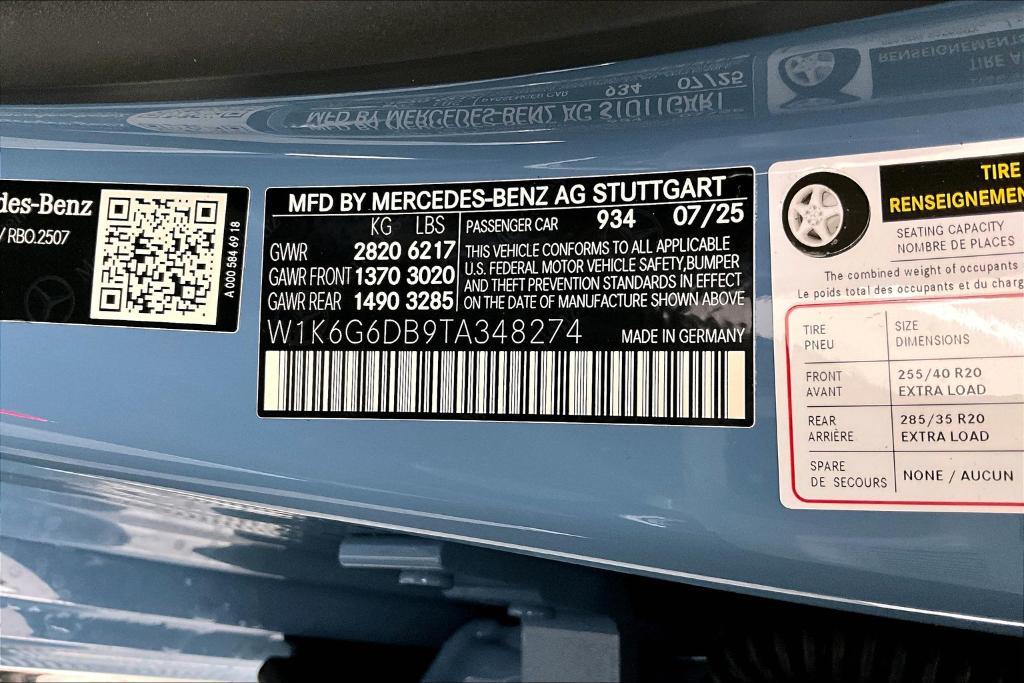 des-Benz
/ RBO.2507
A 000 584 69 18
MFD BY MERCEDES-BENZ AG STUTTGART
KG LBS PASSENGER CAR 934 07/25
GVWR 2820 6217
GAWR FRONT 1370 3020
GAWR REAR 1490 3285
THIS VEHICLE CONFORMS TO ALL APPLICABLE
U.S. FEDERAL MOTOR VEHICLE SAFETY,BUMPER
AND THEFT PREVENTION STANDARDS IN EFFECT
ON THE DATE OF MANUFACTURE SHOWN ABOVE
W1K6G6DB9TA348274 MADE IN GERMANY
TIRE
RENSEIGNEMEN
SEATING CAPACITY
NOMBRE DE PLACES
The combined weight of occupants
Le poids total des occupants et du charg
TIRE SIZE
PNEU DIMENSIONS
FRONT 255/40 R20
AVANT EXTRA LOAD
REAR 285/35 R20
ARRIÈRE EXTRA LOAD
SPARE NONE / AUCUN
DE SECOURS